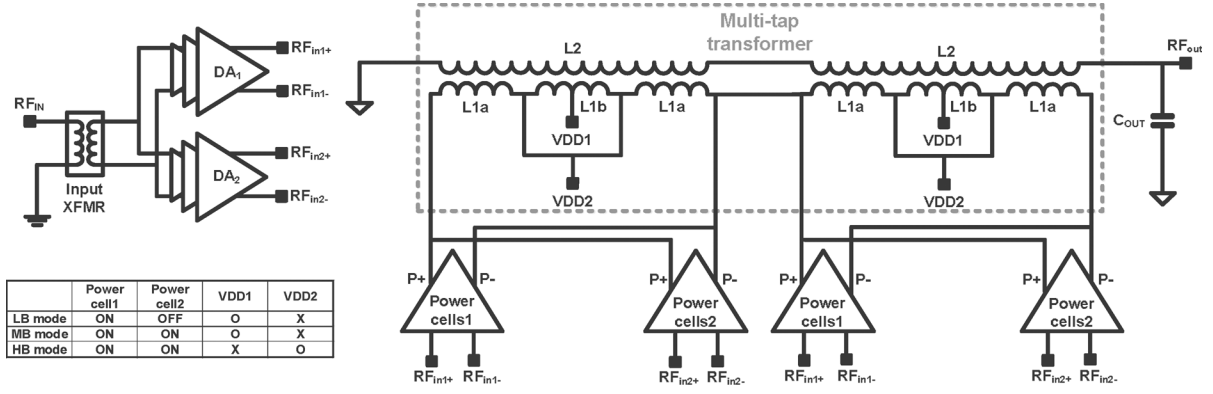 Multi-tap
transformer
L2
L2
RFout
L1a
L1b
L1a
L1a
L1b
L1a
VDD1
VDD1
VDD2
VDD2
COUT
RFIN
Input
XFMR
DA1
RFin1+
RFin1-
DA2
RFin2+
RFin2-
Power cell1 Power cell2 VDD1 VDD2
LB mode ON OFF O X
MB mode ON ON O X
HB mode ON ON X O
P+ P- P+ P- P+ P- P+ P-
Power
cells1
Power
cells2
Power
cells1
Power
cells2
RFin1+ RFin1- RFin2+ RFin2- RFin1+ RFin1- RFin2+ RFin2-